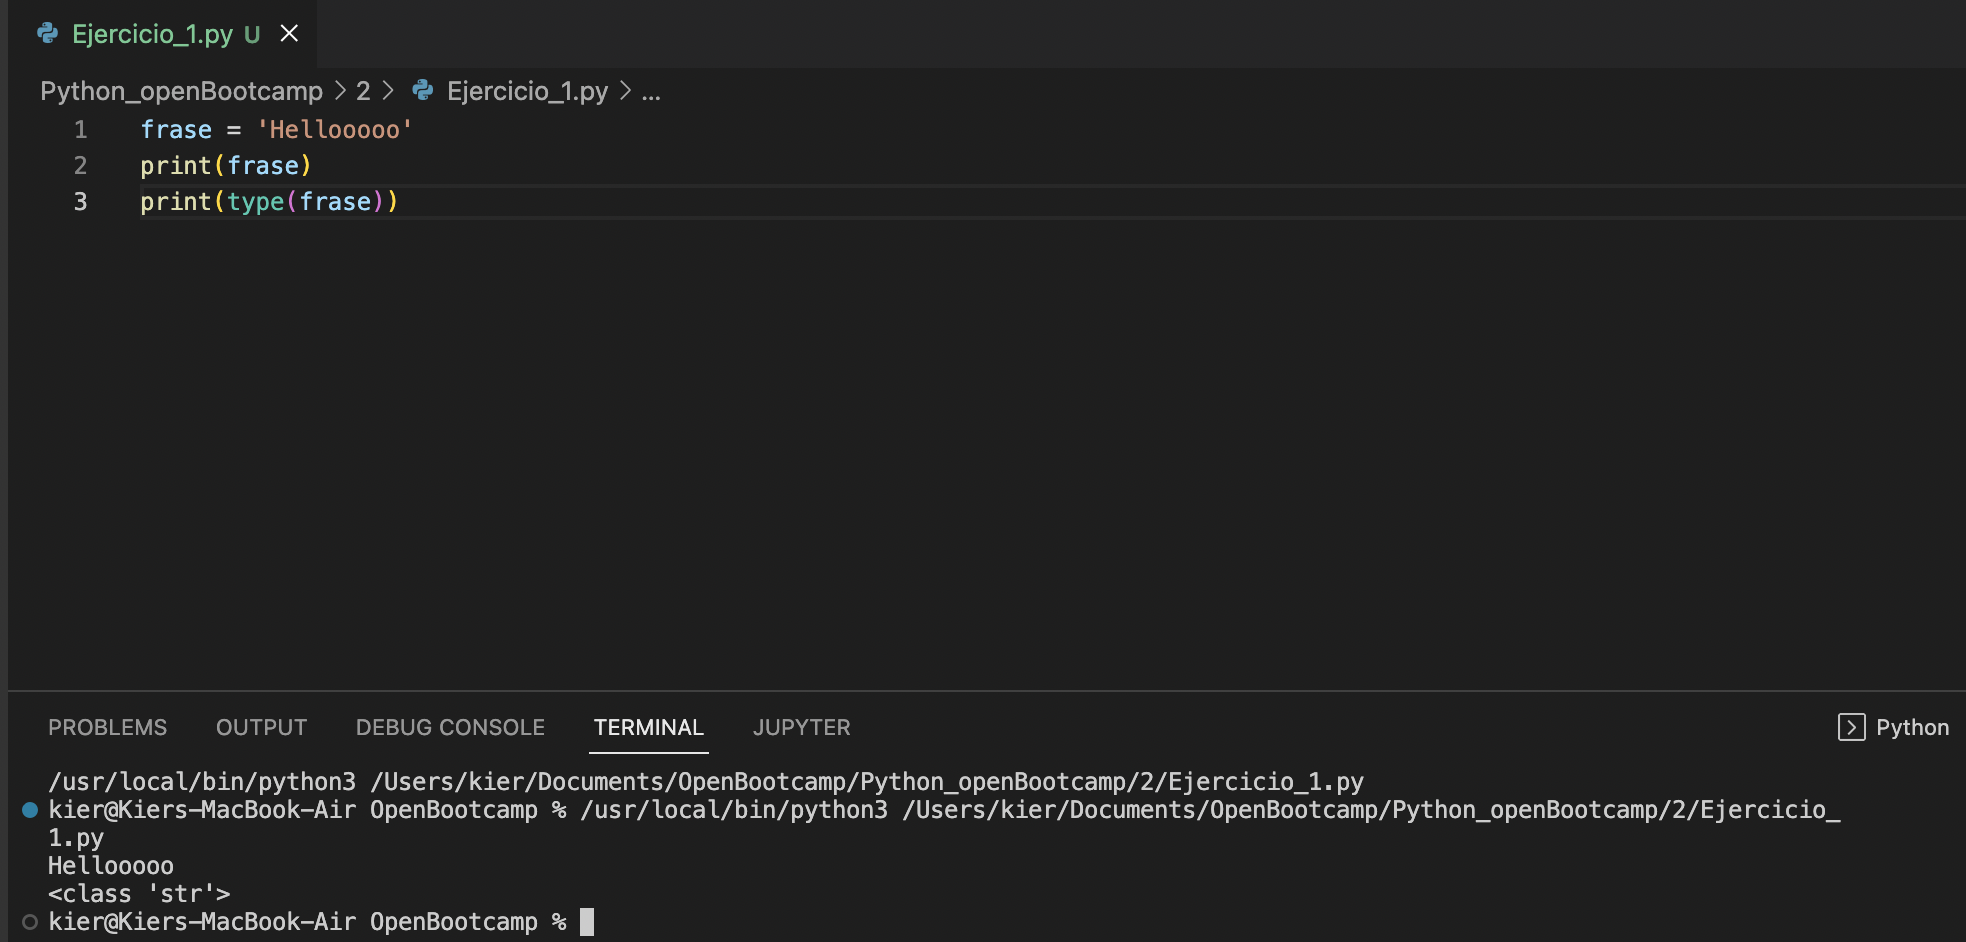 Ejercicio_1.py U
Python_openBootcamp > 2 > Ejercicio_1.py > ...
1 frase = 'Hellooooo'
2 print(frase)
3 print(type(frase))
PROBLEMS OUTPUT DEBUG CONSOLE TERMINAL JUPYTER Python
/usr/local/bin/python3 /Users/kier/Documents/OpenBootcamp/Python_openBootcamp/2/Ejercicio_1.py
kier@Kiers-MacBook-Air OpenBootcamp % /usr/local/bin/python3 /Users/kier/Documents/OpenBootcamp/Python_openBootcamp/2/Ejercicio_
1.py
Hellooooo
<class 'str'>
kier@Kiers-MacBook-Air OpenBootcamp %